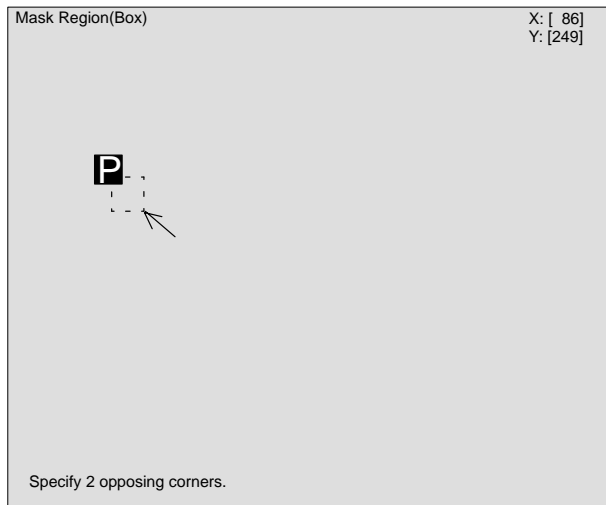 Mask Region(Box)
X: [  86]
Y: [249]
P
Specify 2 opposing corners.